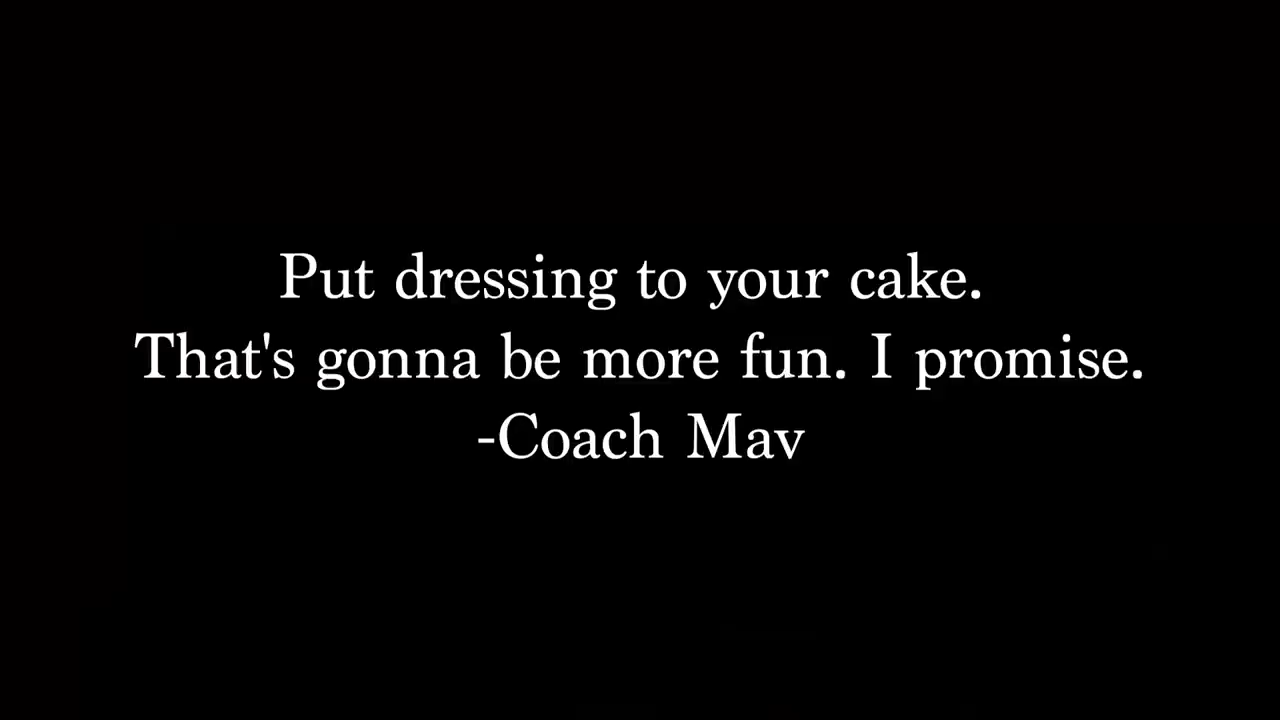 Put dressing to your cake.
That's gonna be more fun. I promise.
-Coach Mav